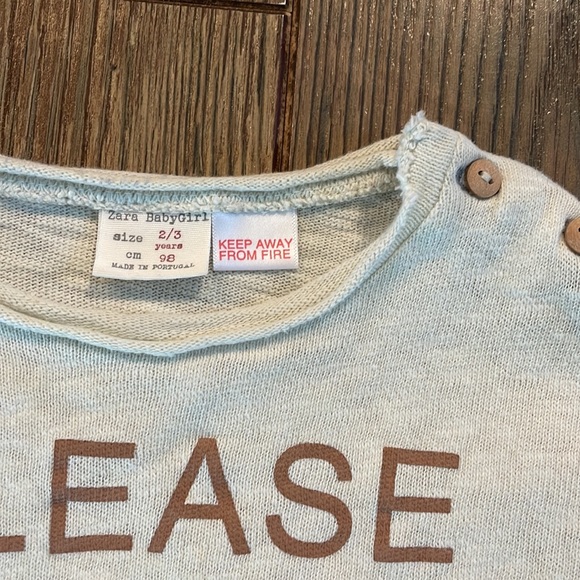 Zara BabyGirl
size 2/3
years
cm 98
MADE IN PORTUGAL
KEEP AWAY
FROM FIRE
LEASE